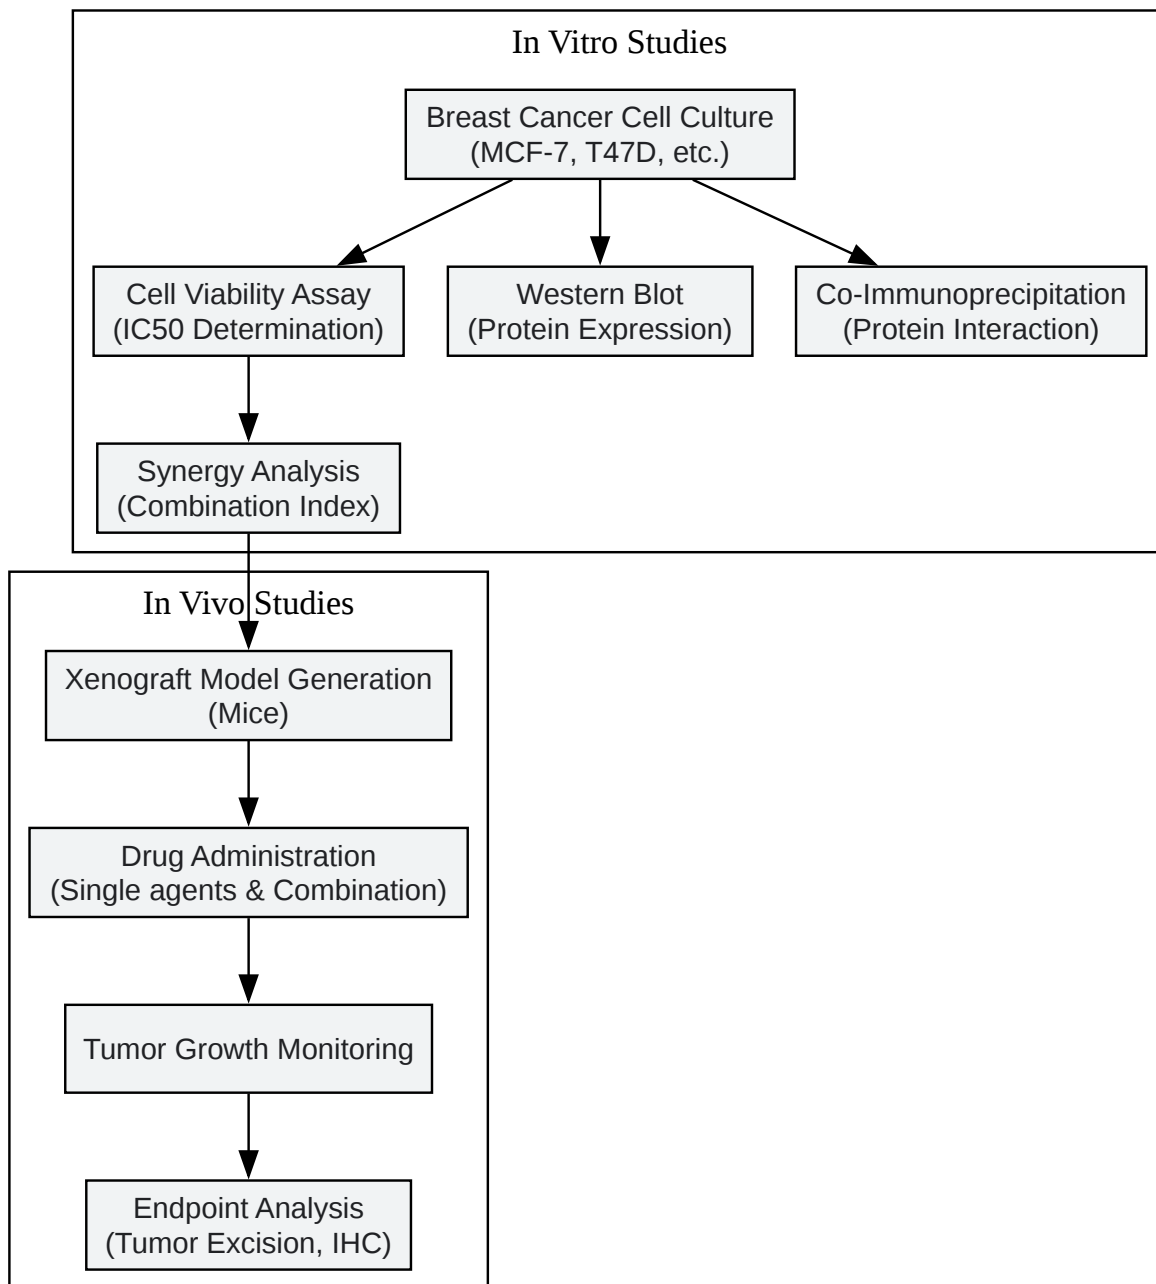 In Vitro Studies
Breast Cancer Cell Culture
(MCF-7, T47D, etc.)
Cell Viability Assay
(IC50 Determination)
Western Blot
(Protein Expression)
Co-Immunoprecipitation
(Protein Interaction)
Synergy Analysis
(Combination Index)
In Vivo Studies
Xenograft Model Generation
(Mice)
Drug Administration
(Single agents & Combination)
Tumor Growth Monitoring
Endpoint Analysis
(Tumor Excision, IHC)